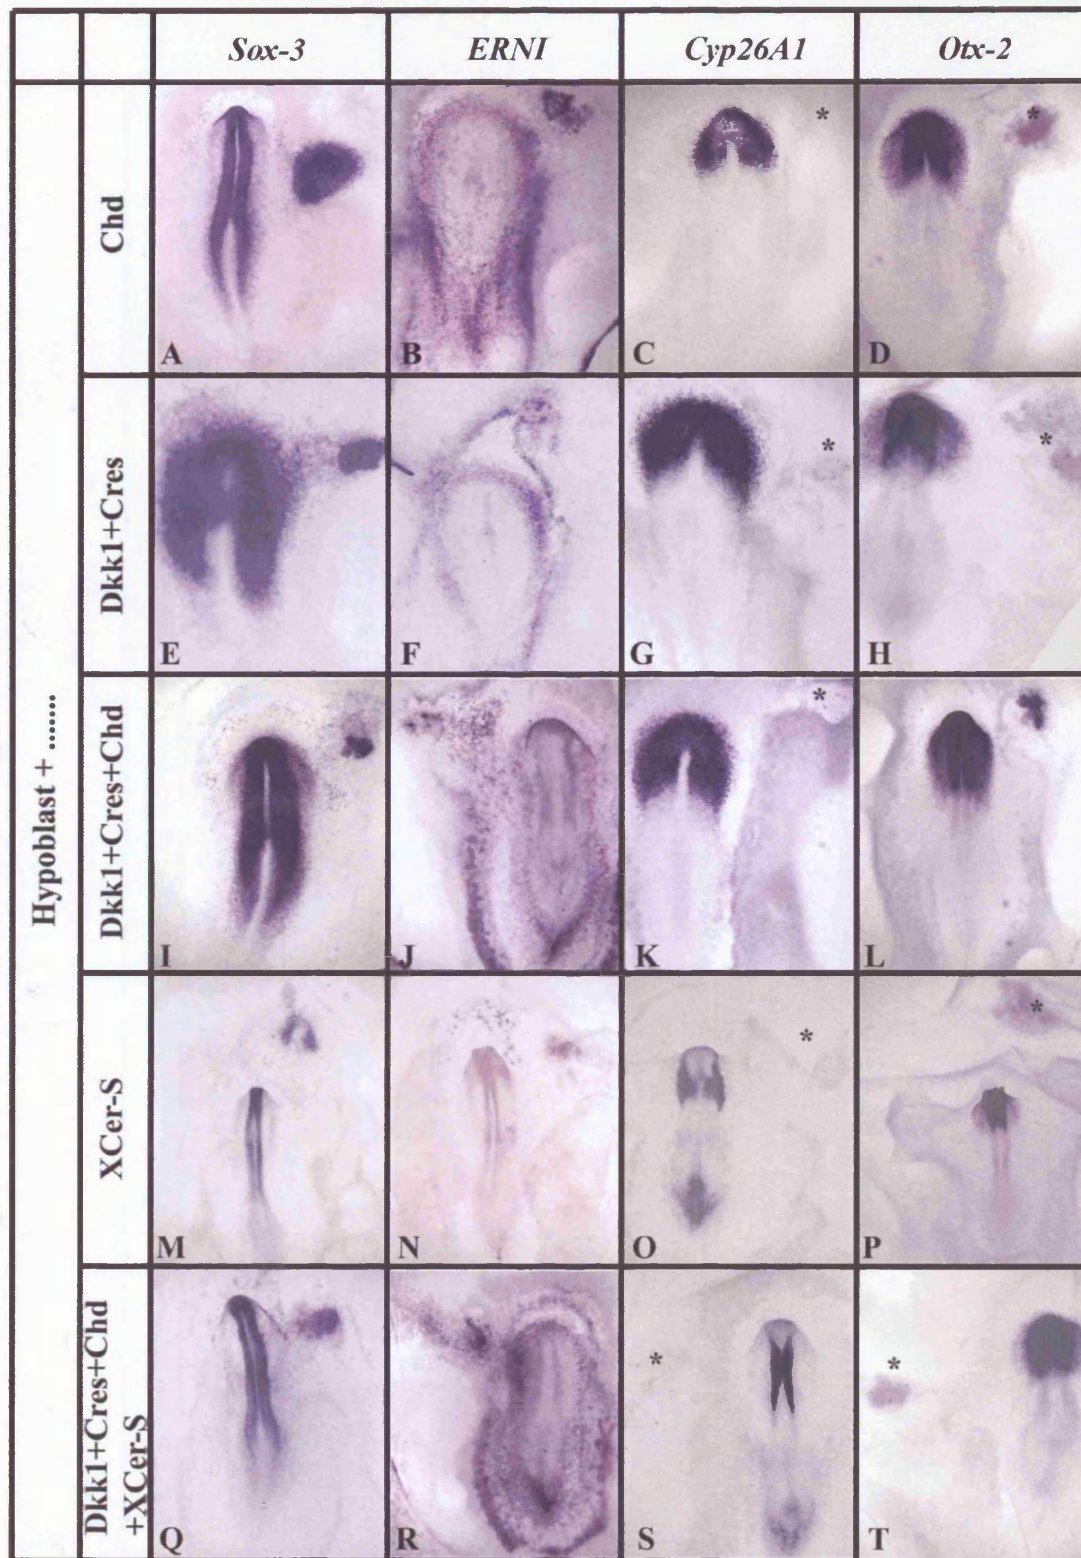 Sox-3 ERNI Cyp26A1 Otx-2
Hypoblast + .......
Chd
A B * C * D
Dkk1+Cres
E F * G * H
Dkk1+Cres+Chd
I J * K L
XCer-S
M N * O * P
Dkk1+Cres+Chd
+XCer-S
Q R * S * T